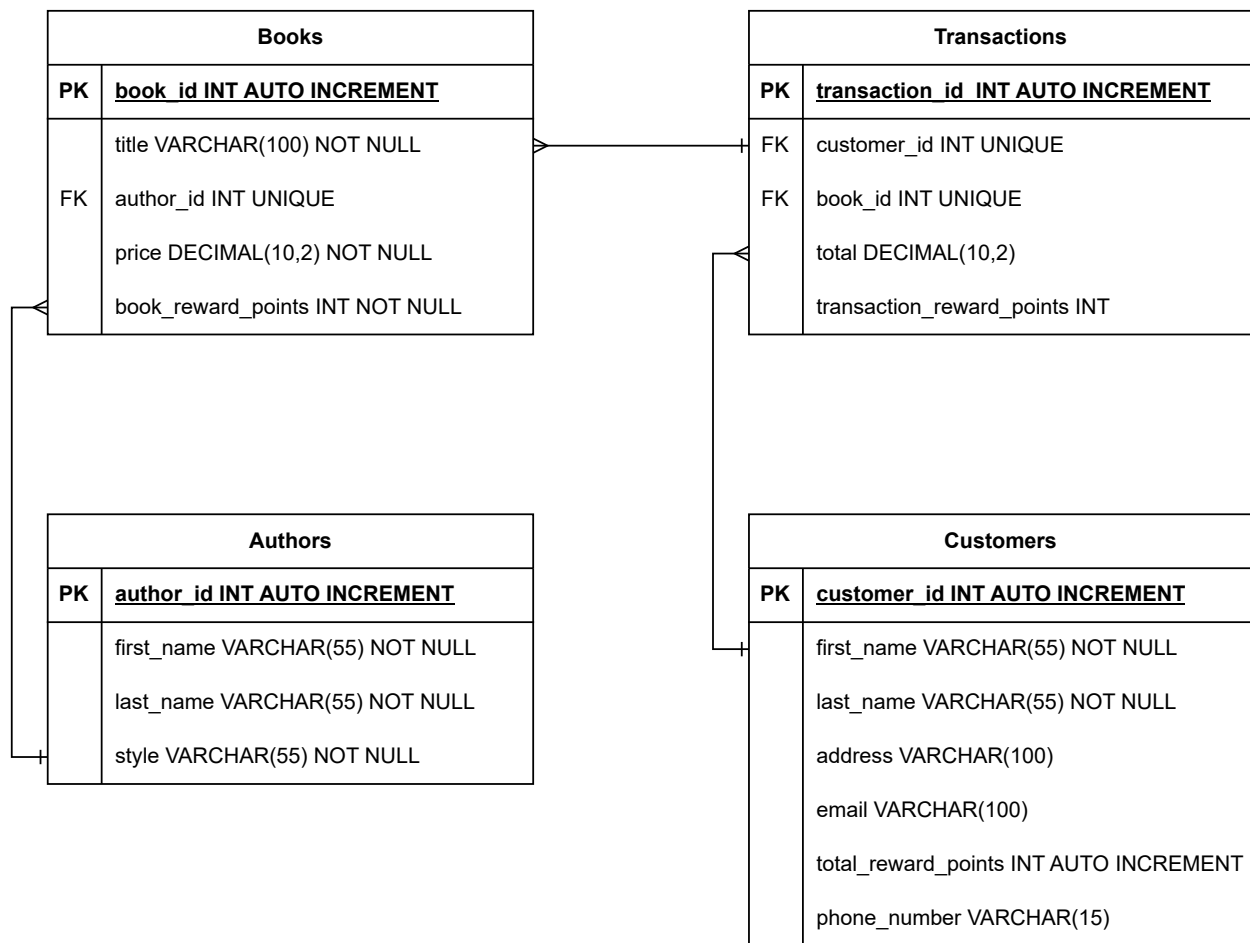 Books
PK book_id INT AUTO INCREMENT
title VARCHAR(100) NOT NULL
FK author_id INT UNIQUE
price DECIMAL(10,2) NOT NULL
book_reward_points INT NOT NULL
Transactions
PK transaction_id INT AUTO INCREMENT
FK customer_id INT UNIQUE
FK book_id INT UNIQUE
total DECIMAL(10,2)
transaction_reward_points INT
Authors
PK author_id INT AUTO INCREMENT
first_name VARCHAR(55) NOT NULL
last_name VARCHAR(55) NOT NULL
style VARCHAR(55) NOT NULL
Customers
PK customer_id INT AUTO INCREMENT
first_name VARCHAR(55) NOT NULL
last_name VARCHAR(55) NOT NULL
address VARCHAR(100)
email VARCHAR(100)
total_reward_points INT AUTO INCREMENT
phone_number VARCHAR(15)